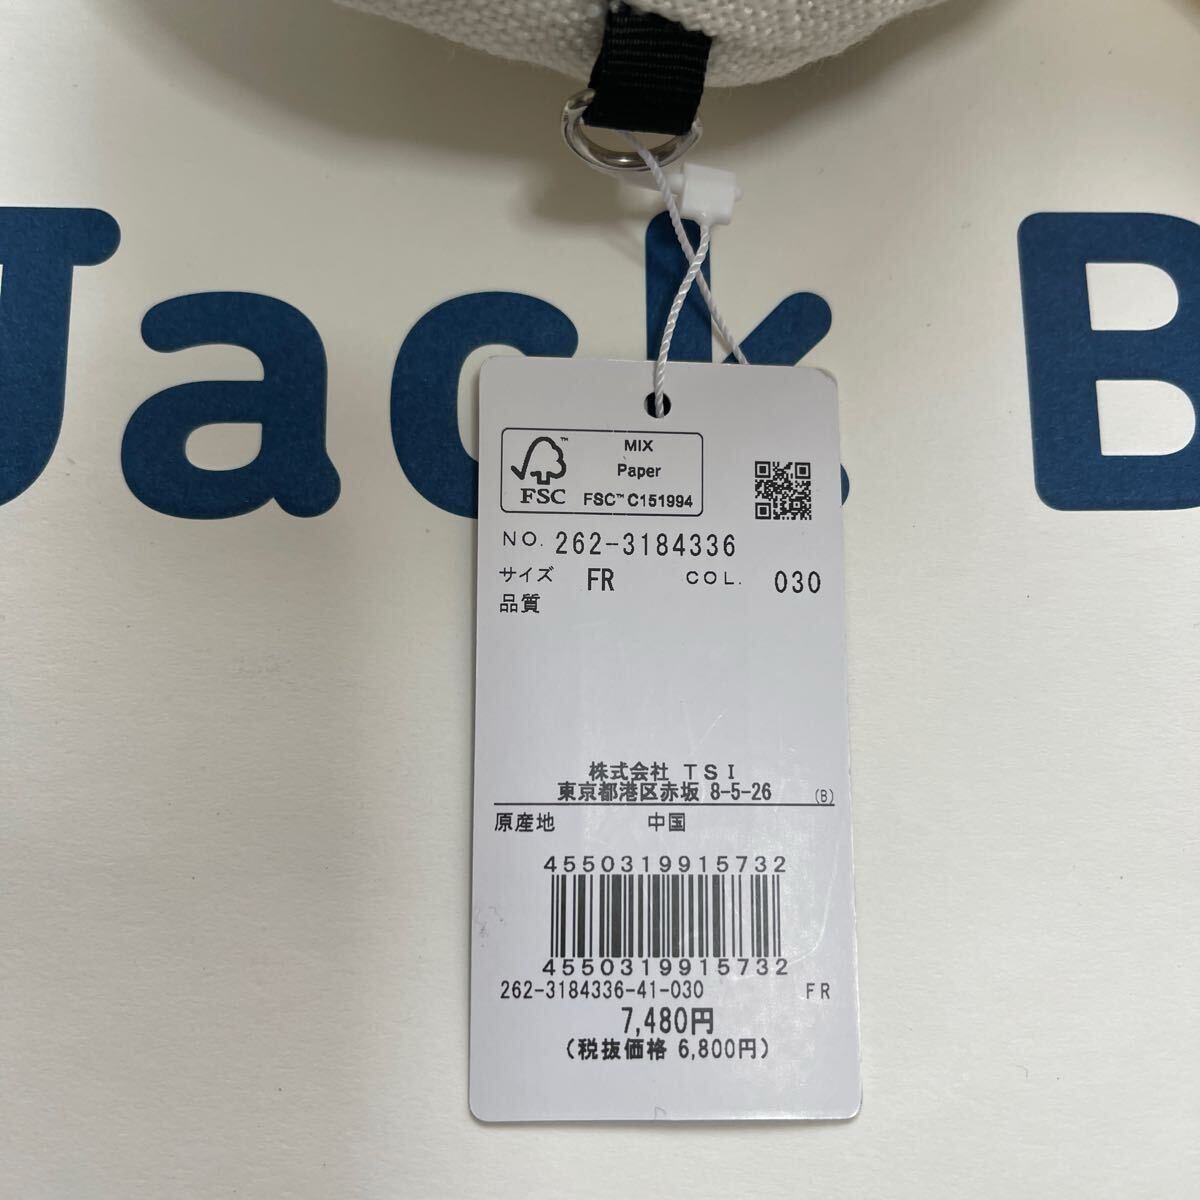 Jack B
MIX
Paper
FSC™ FSC™ C151994
NO. 262-3184336
サイズ FR COL. 030
品質
株式会社 TSI
東京都港区赤坂 8-5-26 (B)
原産地 中国
4550319915732
4550319915732
262-3184336-41-030 FR
7,480円
(税抜価格 6,800円)